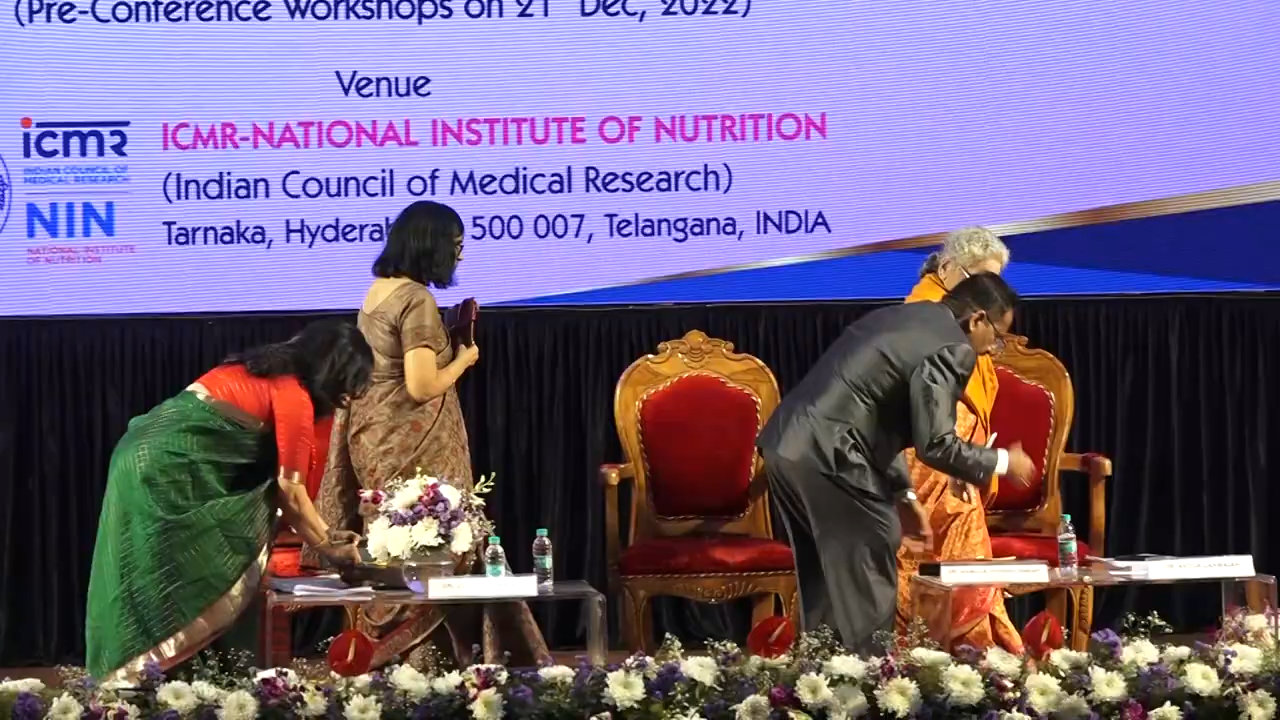 (Pre-Conference Workshops on 21 Dec, 2022)
Venue
icmr
INDIAN COUNCIL OF
MEDICAL RESEARCH
NIN
NATIONAL INSTITUTE
OF NUTRITION
ICMR-NATIONAL INSTITUTE OF NUTRITION
(Indian Council of Medical Research)
Tarnaka, Hydera 500 007, Telangana, INDIA